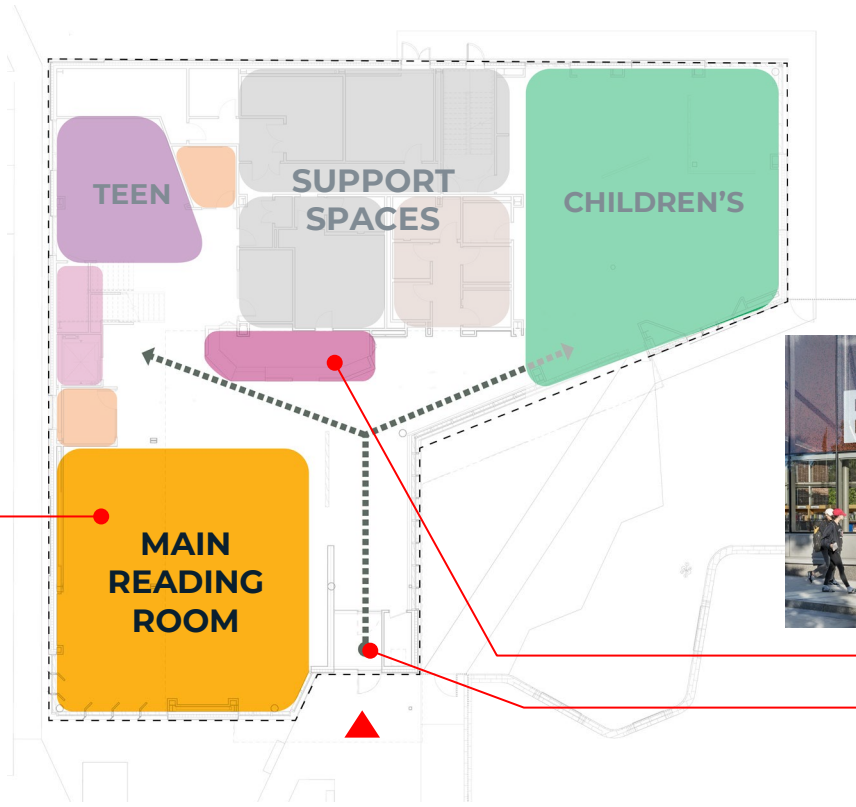 TEEN
SUPPORT
SPACES
CHILDREN’S
MAIN
READING
ROOM